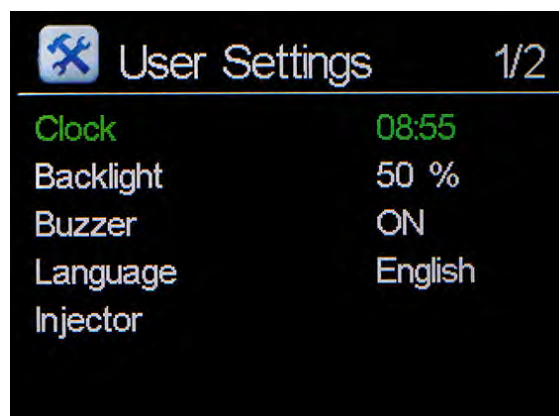 User Settings 1/2
Clock 08:55
Backlight 50 %
Buzzer ON
Language English
Injector